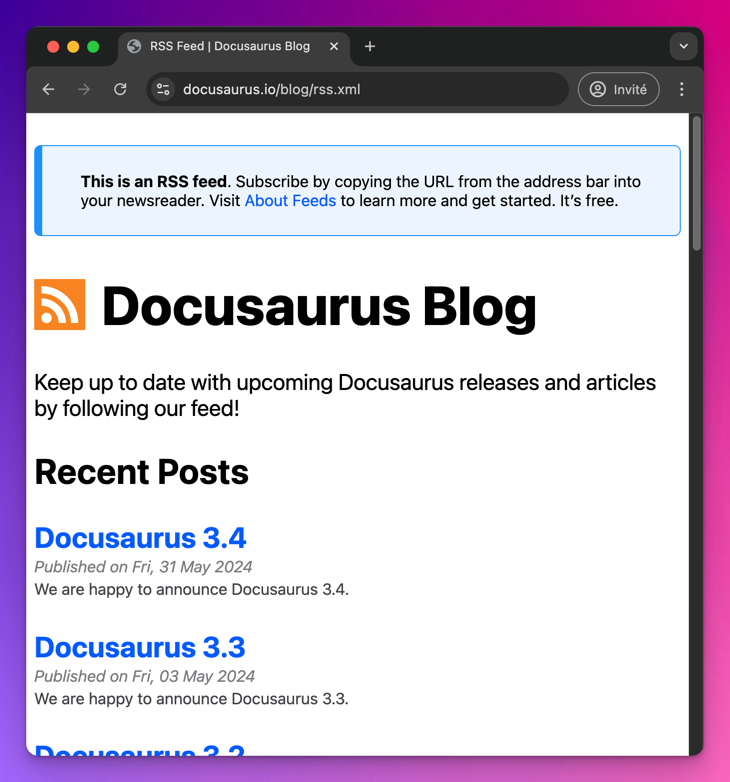 RSS Feed | Docusaurus Blog
docusaurus.io/blog/rss.xml
Invité
This is an RSS feed. Subscribe by copying the URL from the address bar into
your newsreader. Visit About Feeds to learn more and get started. It’s free.
Docusaurus Blog
Keep up to date with upcoming Docusaurus releases and articles
by following our feed!
Recent Posts
Docusaurus 3.4
Published on Fri, 31 May 2024
We are happy to announce Docusaurus 3.4.
Docusaurus 3.3
Published on Fri, 03 May 2024
We are happy to announce Docusaurus 3.3.
Docusaurus 3.2